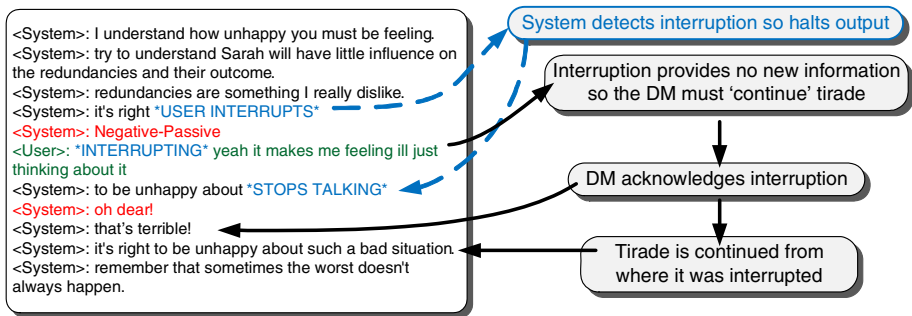 <System>: I understand how unhappy you must be feeling.
<System>: try to understand Sarah will have little influence on
the redundancies and their outcome.
<System>: redundancies are something I really dislike.
<System>: it's right *USER INTERRUPTS*
<System>: Negative-Passive
<User>: *INTERRUPTING* yeah it makes me feeling ill just
thinking about it
<System>: to be unhappy about *STOPS TALKING*
<System>: oh dear!
<System>: that's terrible!
<System>: it's right to be unhappy about such a bad situation.
<System>: remember that sometimes the worst doesn't
always happen.
System detects interruption so halts output
Interruption provides no new information
so the DM must ‘continue’ tirade
DM acknowledges interruption
Tirade is continued from
where it was interrupted